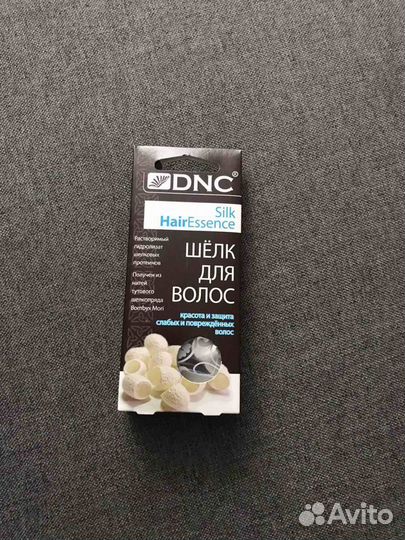 DNC®
Silk
HairEssence
Растворимый
гидролизат
шелковых
протеинов
Получен из
нитей
тутового
шелкопряда
Bombyx Mori
ШЁЛК
ДЛЯ
ВОЛОС
красота и защита
слабых и повреждённых
волос
Avito